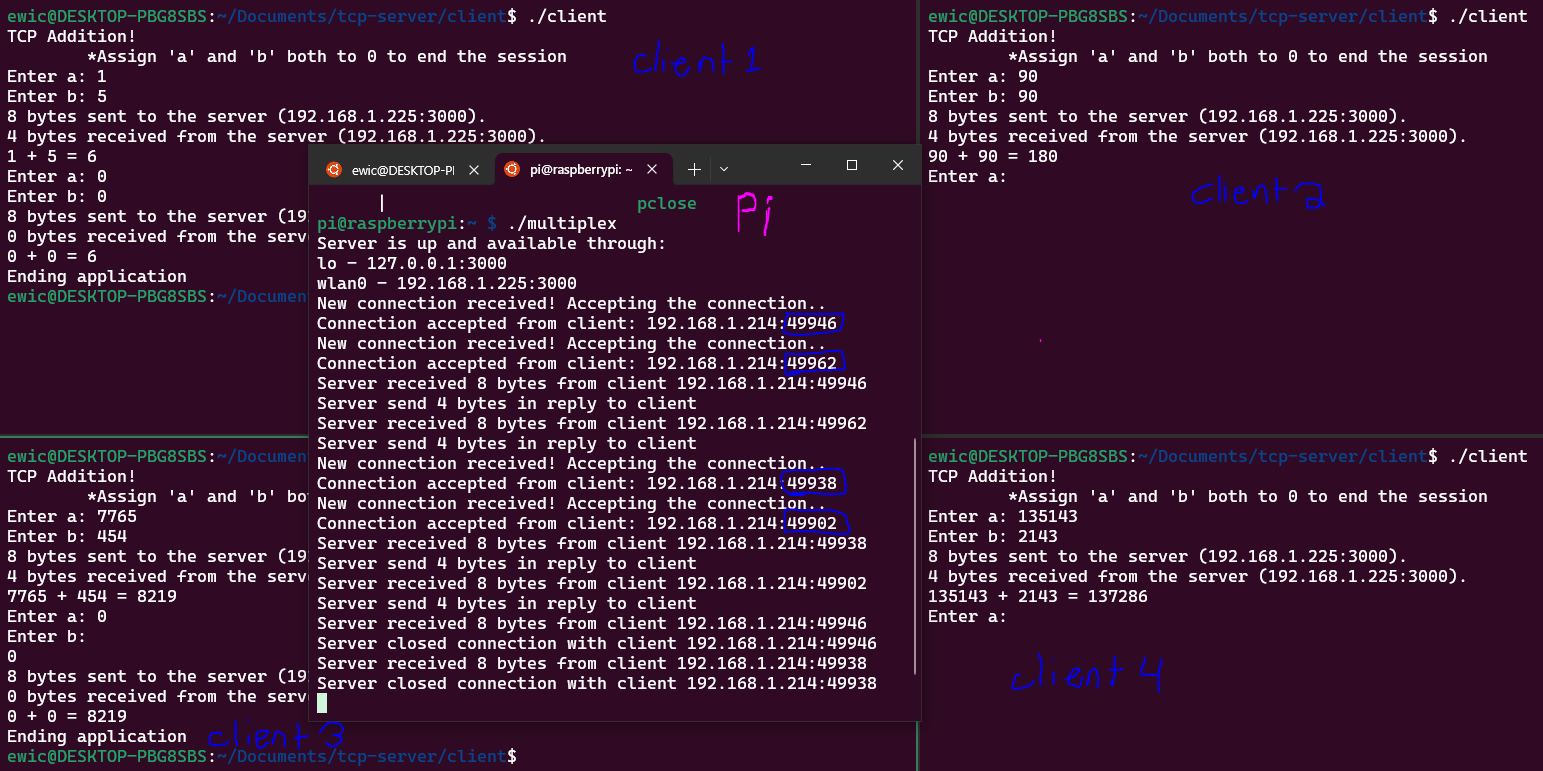 ewic@DESKTOP-PBG8SBS:~/Documents/tcp-server/client$ ./client
TCP Addition!
*Assign 'a' and 'b' both to 0 to end the session
Enter a: 1
Enter b: 5
8 bytes sent to the server (192.168.1.225:3000).
4 bytes received from the server (192.168.1.225:3000).
1 + 5 = 6
Enter a: 0
Enter b: 0
8 bytes sent to the server (19
0 bytes received from the serv
0 + 0 = 6
Ending application
ewic@DESKTOP-PBG8SBS:~/Documen
client 1
ewic@DESKTOP-PBG8SBS:~/Documents/tcp-server/client$ ./client
TCP Addition!
*Assign 'a' and 'b' both to 0 to end the session
Enter a: 90
Enter b: 90
8 bytes sent to the server (192.168.1.225:3000).
4 bytes received from the server (192.168.1.225:3000).
90 + 90 = 180
Enter a:
client 2
ewic@DESKTOP-PI
pi@raspberrypi: ~
pclose
Pi
pi@raspberrypi:~ $ ./multiplex
Server is up and available through:
lo - 127.0.0.1:3000
wlan0 - 192.168.1.225:3000
New connection received! Accepting the connection..
Connection accepted from client: 192.168.1.214:49946
New connection received! Accepting the connection..
Connection accepted from client: 192.168.1.214:49962
Server received 8 bytes from client 192.168.1.214:49946
Server send 4 bytes in reply to client
Server received 8 bytes from client 192.168.1.214:49962
Server send 4 bytes in reply to client
New connection received! Accepting the connection..
Connection accepted from client: 192.168.1.214:49938
New connection received! Accepting the connection..
Connection accepted from client: 192.168.1.214:49902
Server received 8 bytes from client 192.168.1.214:49938
Server send 4 bytes in reply to client
Server received 8 bytes from client 192.168.1.214:49902
Server send 4 bytes in reply to client
Server received 8 bytes from client 192.168.1.214:49946
Server closed connection with client 192.168.1.214:49946
Server received 8 bytes from client 192.168.1.214:49938
Server closed connection with client 192.168.1.214:49938
ewic@DESKTOP-PBG8SBS:~/Documen
TCP Addition!
*Assign 'a' and 'b' bo
Enter a: 7765
Enter b: 454
8 bytes sent to the server (19
4 bytes received from the serv
7765 + 454 = 8219
Enter a: 0
Enter b:
0
8 bytes sent to the server (19
0 bytes received from the serv
0 + 0 = 8219
Ending application
client 3
ewic@DESKTOP-PBG8SBS:~/Documents/tcp-server/client$
ewic@DESKTOP-PBG8SBS:~/Documents/tcp-server/client$ ./client
TCP Addition!
*Assign 'a' and 'b' both to 0 to end the session
Enter a: 135143
Enter b: 2143
8 bytes sent to the server (192.168.1.225:3000).
4 bytes received from the server (192.168.1.225:3000).
135143 + 2143 = 137286
Enter a:
client 4